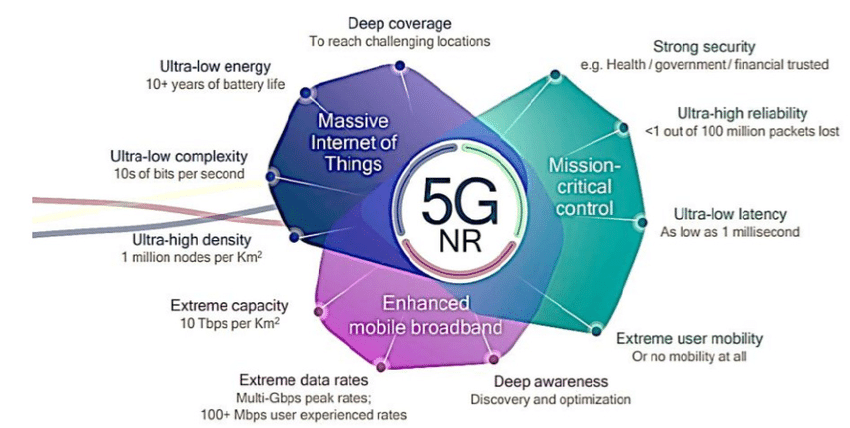 Deep coverage
To reach challenging locations
Strong security
e.g. Health / government / financial trusted
Ultra-low energy
10+ years of battery life
Ultra-high reliability
<1 out of 100 million packets lost
Massive
Internet of
Things
Ultra-low complexity
10s of bits per second
Mission-
critical
control
5G
NR
Ultra-low latency
As low as 1 millisecond
Ultra-high density
1 million nodes per Km²
Extreme capacity
10 Tbps per Km²
Enhanced
mobile broadband
Extreme user mobility
Or no mobility at all
Extreme data rates
Multi-Gbps peak rates;
100+ Mbps user experienced rates
Deep awareness
Discovery and optimization